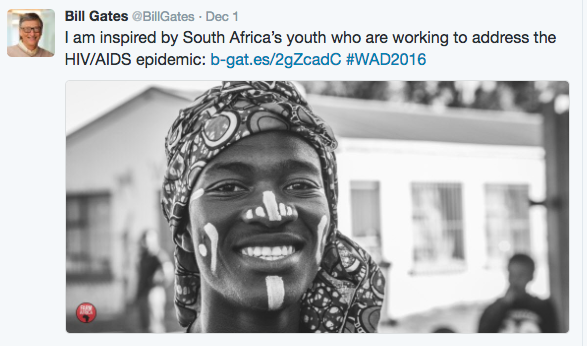 Bill Gates @BillGates · Dec 1
I am inspired by South Africa's youth who are working to address the
HIV/AIDS epidemic: b-gat.es/2gZcadC #WAD2016